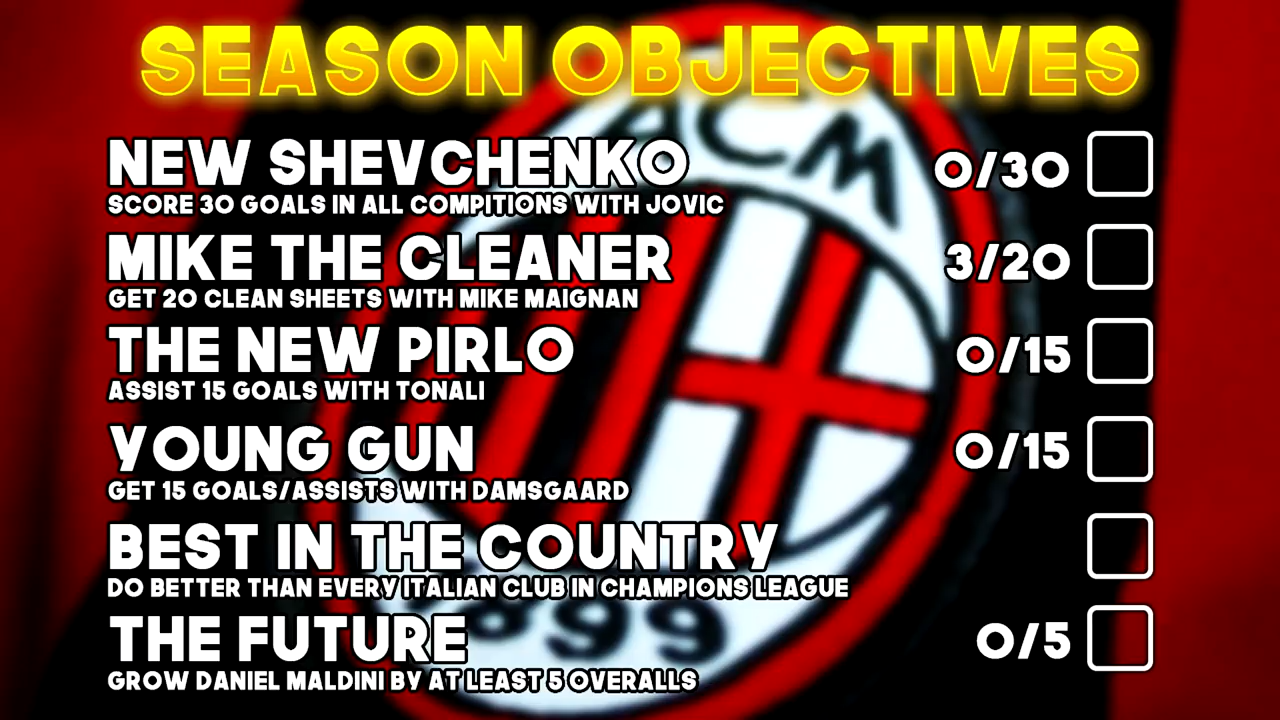 SEASON OBJECTIVES
NEW SHEVCHENKO 0/30
SCORE 30 GOALS IN ALL COMPITIONS WITH JOVIC
MIKE THE CLEANER 3/20
GET 20 CLEAN SHEETS WITH MIKE MAIGNAN
THE NEW PIRLO 0/15
ASSIST 15 GOALS WITH TONALI
YOUNG GUN 0/15
GET 15 GOALS/ASSISTS WITH DAMSGAARD
BEST IN THE COUNTRY
DO BETTER THAN EVERY ITALIAN CLUB IN CHAMPIONS LEAGUE
THE FUTURE 0/5
GROW DANIEL MALDINI BY AT LEAST 5 OVERALLS
ACM
899